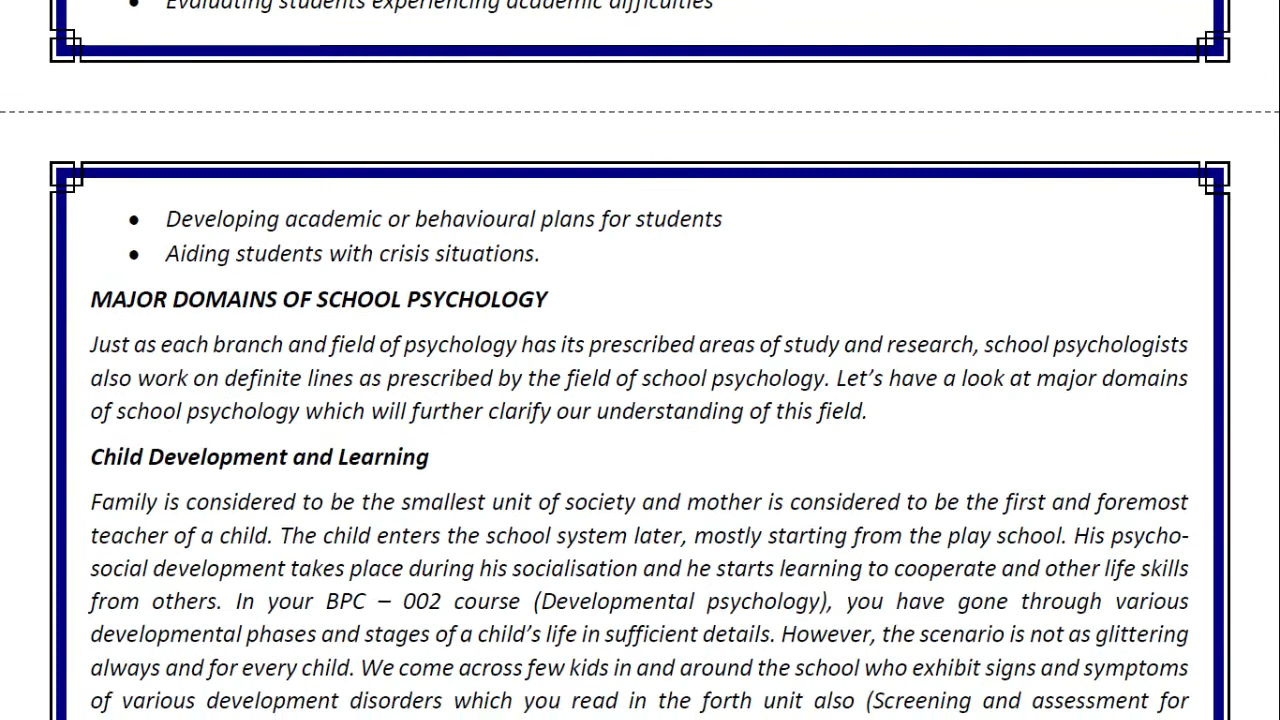 • Evaluating students experiencing academic difficulties
• Developing academic or behavioural plans for students
• Aiding students with crisis situations.
MAJOR DOMAINS OF SCHOOL PSYCHOLOGY
Just as each branch and field of psychology has its prescribed areas of study and research, school psychologists
also work on definite lines as prescribed by the field of school psychology. Let’s have a look at major domains
of school psychology which will further clarify our understanding of this field.
Child Development and Learning
Family is considered to be the smallest unit of society and mother is considered to be the first and foremost
teacher of a child. The child enters the school system later, mostly starting from the play school. His psycho-
social development takes place during his socialisation and he starts learning to cooperate and other life skills
from others. In your BPC – 002 course (Developmental psychology), you have gone through various
developmental phases and stages of a child’s life in sufficient details. However, the scenario is not as glittering
always and for every child. We come across few kids in and around the school who exhibit signs and symptoms
of various development disorders which you read in the forth unit also (Screening and assessment for